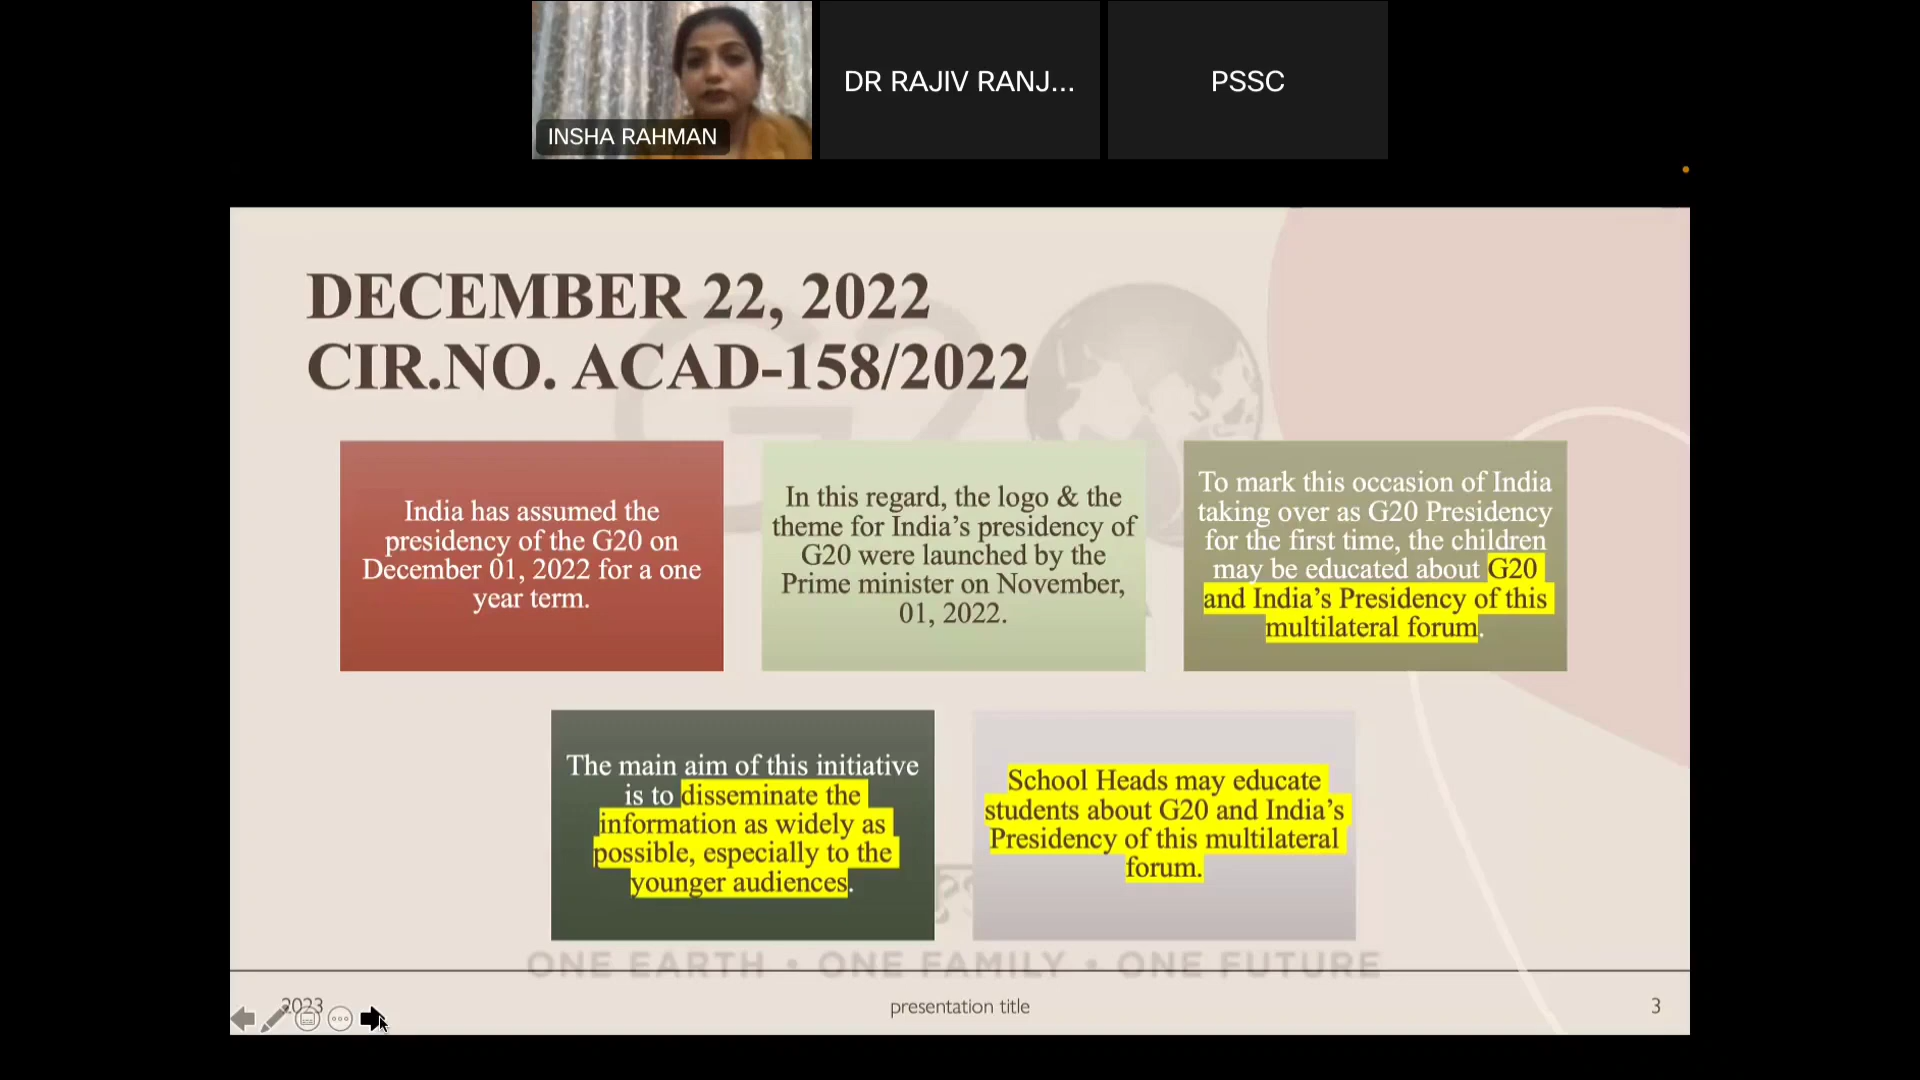 INSHA RAHMAN
DR RAJIV RANJ...
PSSC
DECEMBER 22, 2022
CIR.NO. ACAD-158/2022
India has assumed the
presidency of the G20 on
December 01, 2022 for a one
year term.
In this regard, the logo & the
theme for India’s presidency of
G20 were launched by the
Prime minister on November,
01, 2022.
To mark this occasion of India
taking over as G20 Presidency
for the first time, the children
may be educated about G20
and India’s Presidency of this
multilateral forum.
The main aim of this initiative
is to disseminate the
information as widely as
possible, especially to the
younger audiences.
School Heads may educate
students about G20 and India’s
Presidency of this multilateral
forum.
G20
ONE EARTH • ONE FAMILY • ONE FUTURE
2023
presentation title
3